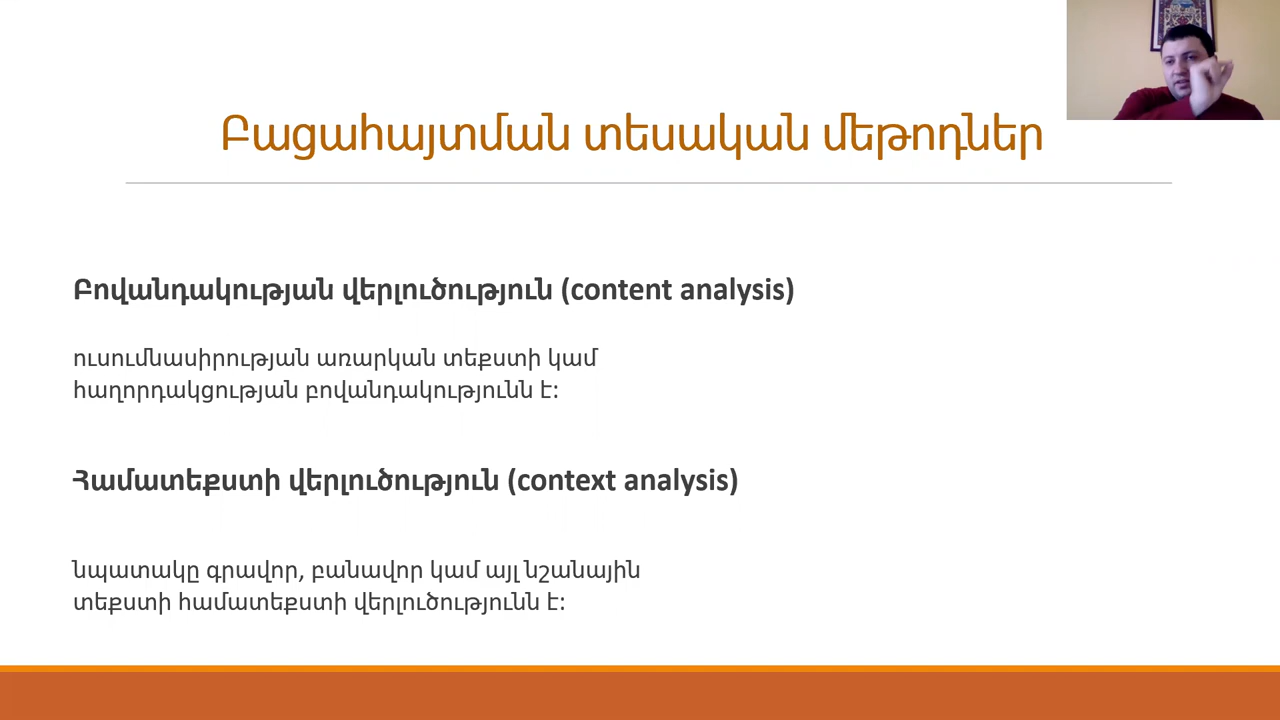 Բացահայտման տեսական մեթոդներ
Բովանդակության վերլուծություն (content analysis)
ուսումնասիրության առարկան տեքստի կամ
հաղորդակցության բովանդակությունն է:
Համատեքստի վերլուծություն (context analysis)
նպատակը գրավոր, բանավոր կամ այլ նշանային
տեքստի համատեքստի վերլուծությունն է: